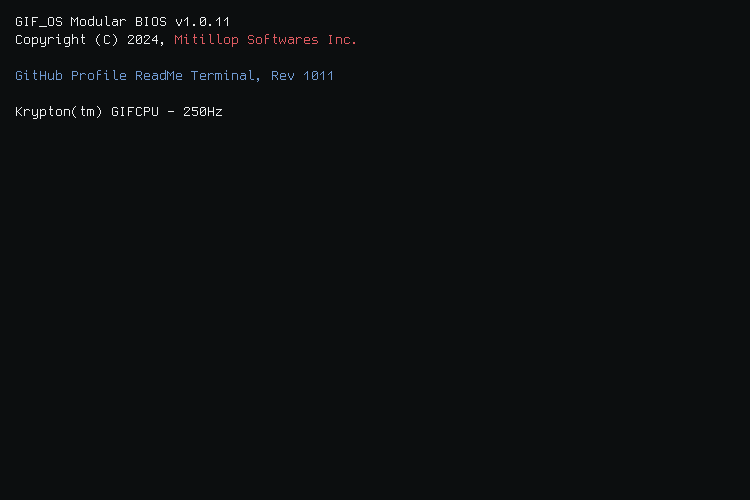 GIF_OS Modular BIOS v1.0.11
Copyright (C) 2024, Mitillop Softwares Inc.
GitHub Profile ReadMe Terminal, Rev 1011
Krypton(tm) GIFCPU - 250Hz